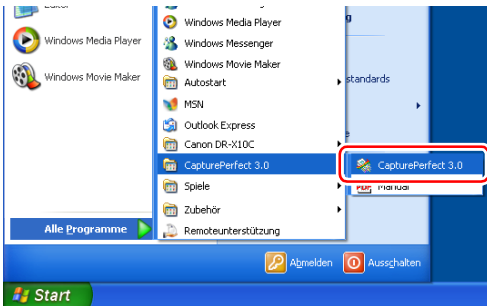 Windows Media Player
Windows Movie Maker
Alle Programme
Windows Media Player
Windows Messenger
Windows Movie Maker
Autostart
MSN
Outlook Express
Canon DR-X10C
CapturePerfect 3.0
Spiele
Zubehör
Remoteunterstützung
standards
CapturePerfect 3.0
PDF Manual
Abmelden
Ausschalten
Start